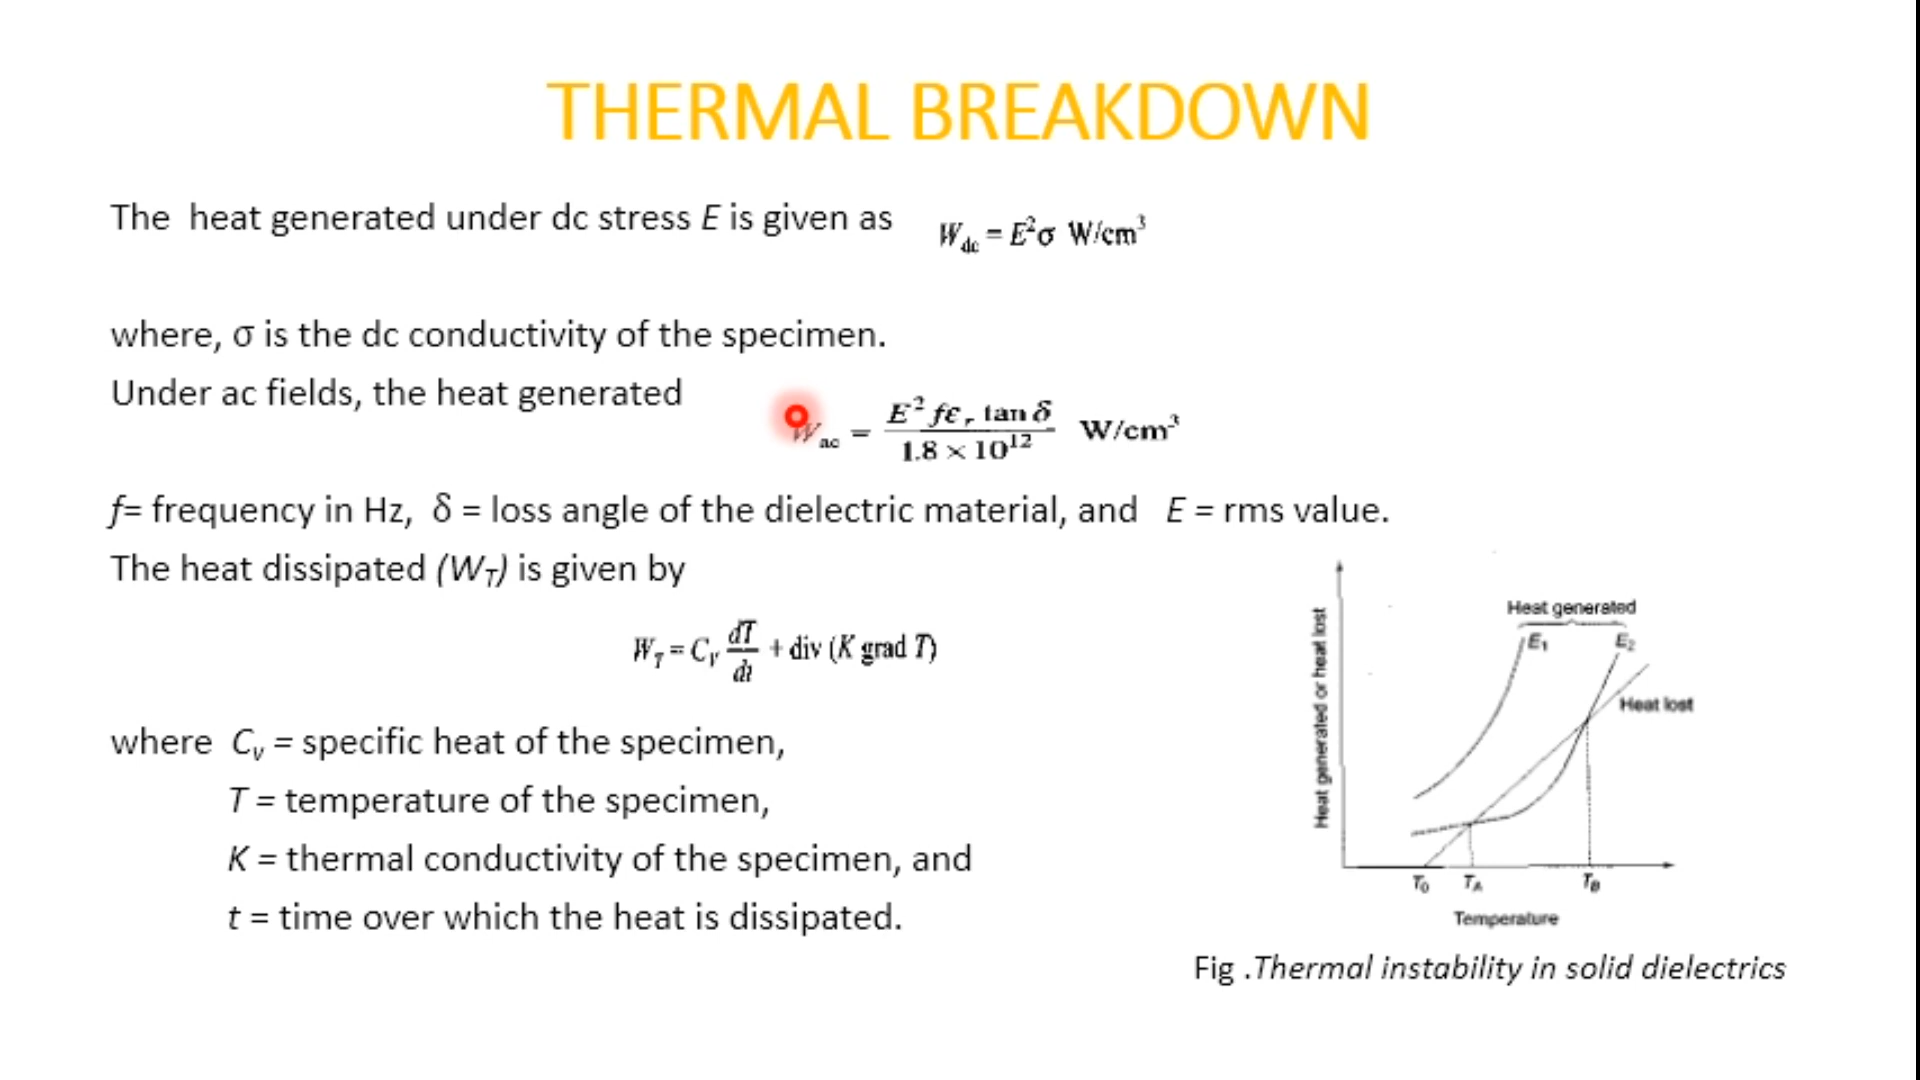 THERMAL BREAKDOWN
The heat generated under dc stress E is given as W_dc = E²σ W/cm³
where, σ is the dc conductivity of the specimen.
Under ac fields, the heat generated
W_ac = E² fε_r tan δ / 1.8 × 10¹² W/cm³
f= frequency in Hz, δ = loss angle of the dielectric material, and E = rms value.
The heat dissipated (W_T) is given by
W_T = C_v dT/dt + div (K grad T)
where C_v = specific heat of the specimen,
T = temperature of the specimen,
K = thermal conductivity of the specimen, and
t = time over which the heat is dissipated.
Heat generated or heat lost
Heat generated
E₁ E₂
Heat lost
T₀ T_A T_B
Temperature
Fig .Thermal instability in solid dielectrics